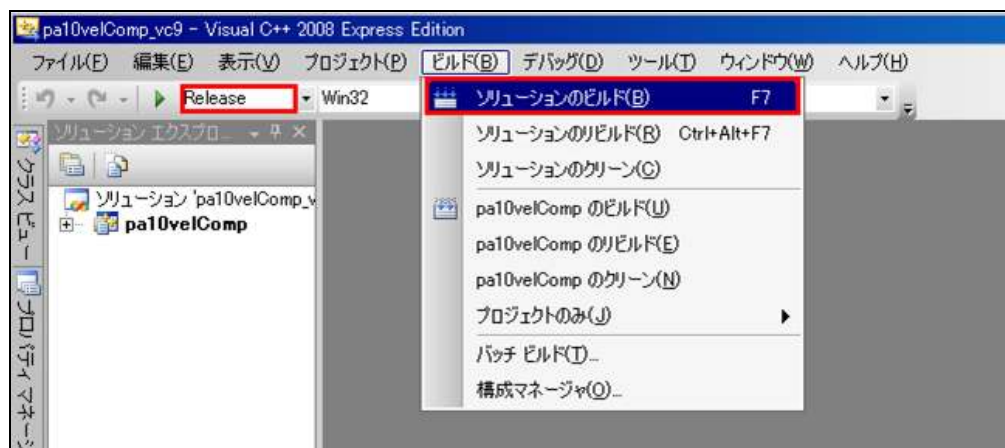 pa10velComp_vc9 - Visual C++ 2008 Express Edition
ファイル(F) 編集(E) 表示(V) プロジェクト(P) ビルド(B) デバッグ(D) ツール(T) ウィンドウ(W) ヘルプ(H)
Release Win32
ソリューション エクスプロ...
ソリューション 'pa10velComp_v
pa10velComp
クラス ビュー
プロパティ マネージ
ソリューションのビルド(B) F7
ソリューションのリビルド(R) Ctrl+Alt+F7
ソリューションのクリーン(C)
pa10velComp のビルド(U)
pa10velComp のリビルド(E)
pa10velComp のクリーン(N)
プロジェクトのみ(J)
バッチ ビルド(T)...
構成マネージャ(O)...